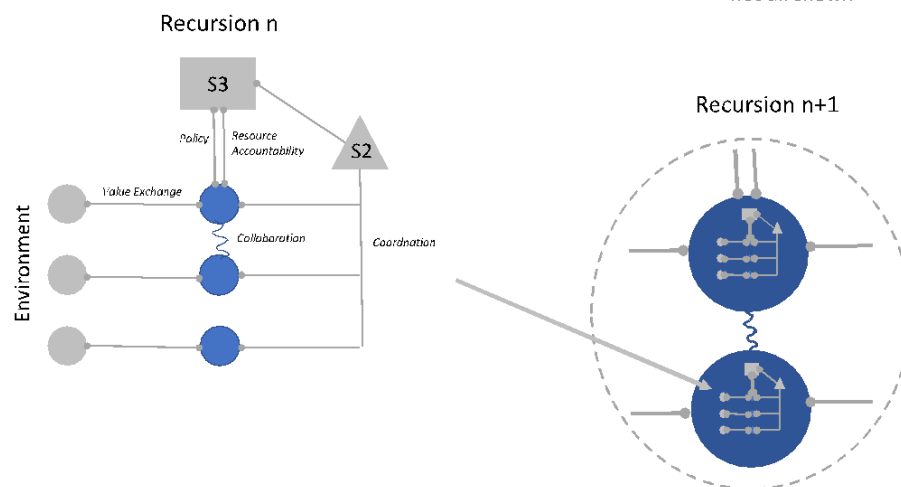 Recursion n
S3
Policy
Resource
Accountability
S2
Value Exchange
Collaboration
Coordnation
Environment
Recursion n+1